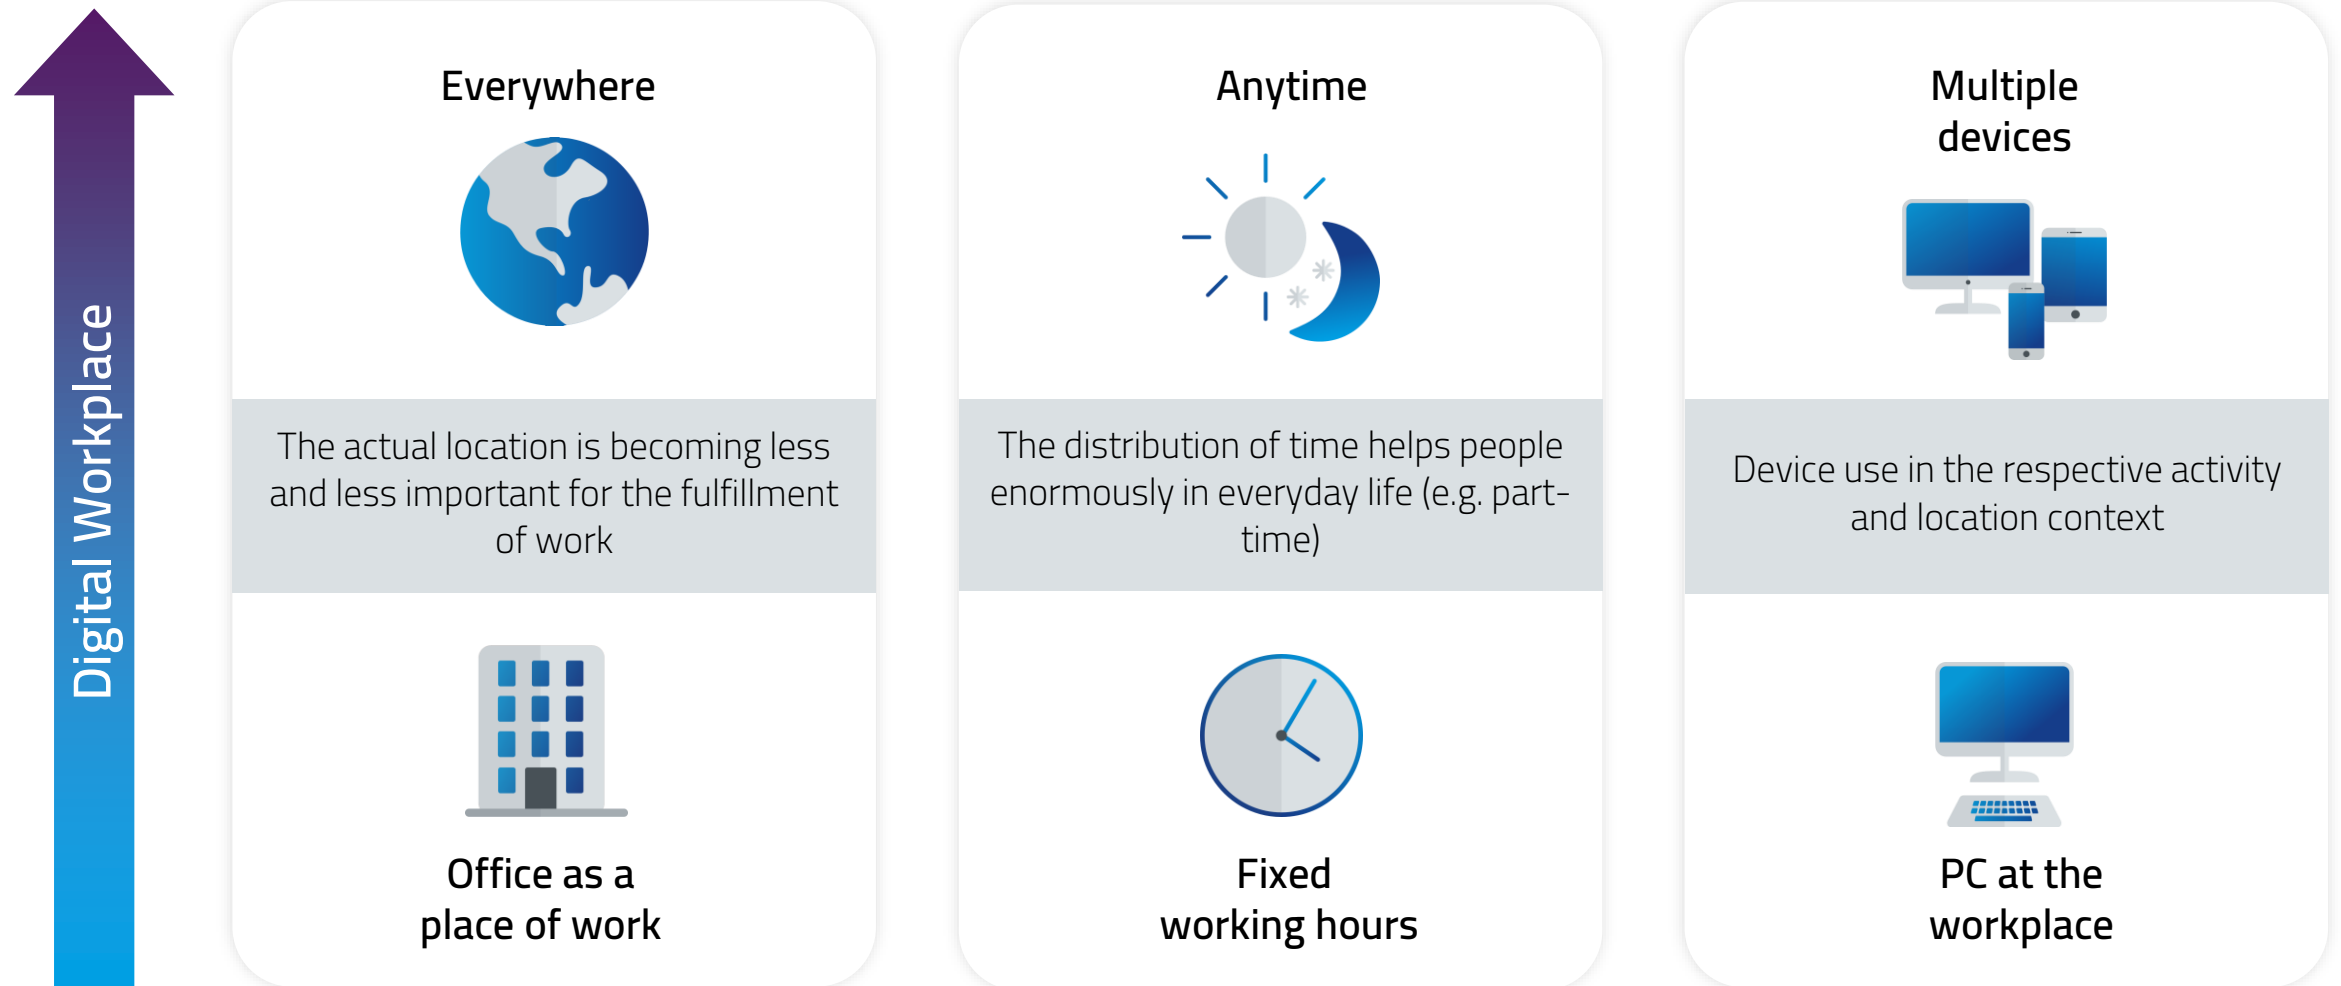 Digital Workplace
Everywhere
The actual location is becoming less
and less important for the fulfillment
of work
Office as a
place of work
Anytime
The distribution of time helps people
enormously in everyday life (e.g. part-
time)
Fixed
working hours
Multiple
devices
Device use in the respective activity
and location context
PC at the
workplace